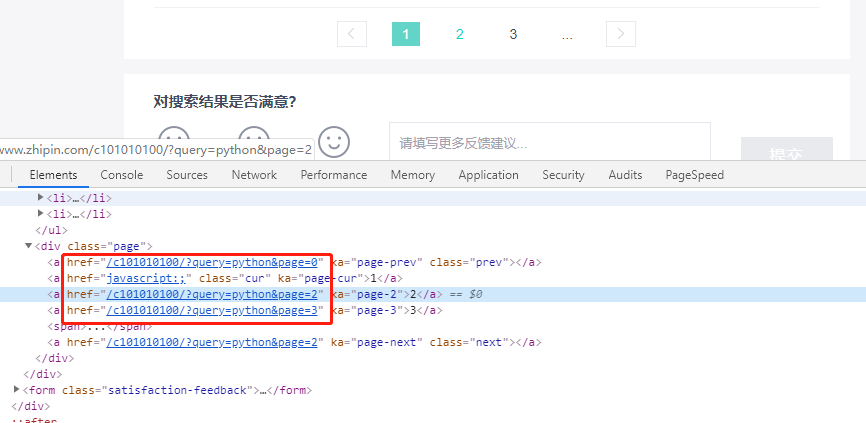 1 2 3 ...
对搜索结果是否满意?
请填写更多反馈建议...
提交
www.zhipin.com/c101010100/?query=python&page=2
Elements Console Sources Network Performance Memory Application Security Audits PageSpeed
<li>…</li>
<li>…</li>
</ul>
<div class="page">
<a href="/c101010100/?query=python&page=0" ka="page-prev" class="prev"></a>
<a href="javascript:;" class="cur" ka="page-cur">1</a>
<a href="/c101010100/?query=python&page=2" ka="page-2">2</a> == $0
<a href="/c101010100/?query=python&page=3" ka="page-3">3</a>
<span>...</span>
<a href="/c101010100/?query=python&page=2" ka="page-next" class="next"></a>
</div>
</div>
<form class="satisfaction-feedback">…</form>
</div>
::after